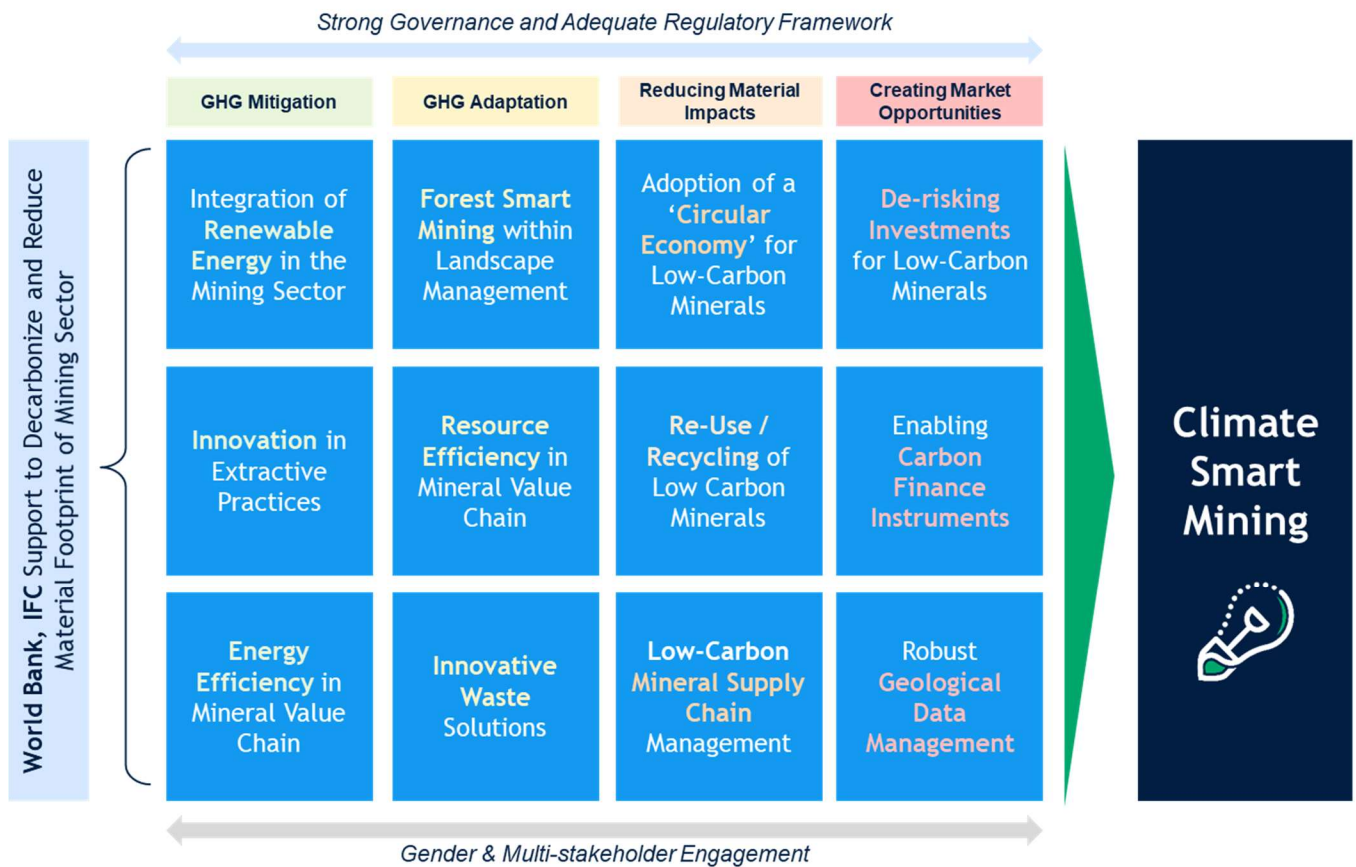 Strong Governance and Adequate Regulatory Framework
GHG Mitigation
GHG Adaptation
Reducing Material
Impacts
Creating Market
Opportunities
World Bank, IFC Support to Decarbonize and Reduce
Material Footprint of Mining Sector
Integration of
Renewable
Energy in the
Mining Sector
Forest Smart
Mining within
Landscape
Management
Adoption of a
‘Circular
Economy’ for
Low-Carbon
Minerals
De-risking
Investments
for Low-Carbon
Minerals
Innovation in
Extractive
Practices
Resource
Efficiency in
Mineral Value
Chain
Re-Use /
Recycling of
Low Carbon
Minerals
Enabling
Carbon
Finance
Instruments
Energy
Efficiency in
Mineral Value
Chain
Innovative
Waste
Solutions
Low-Carbon
Mineral Supply
Chain
Management
Robust
Geological
Data
Management
Climate
Smart
Mining
Gender & Multi-stakeholder Engagement